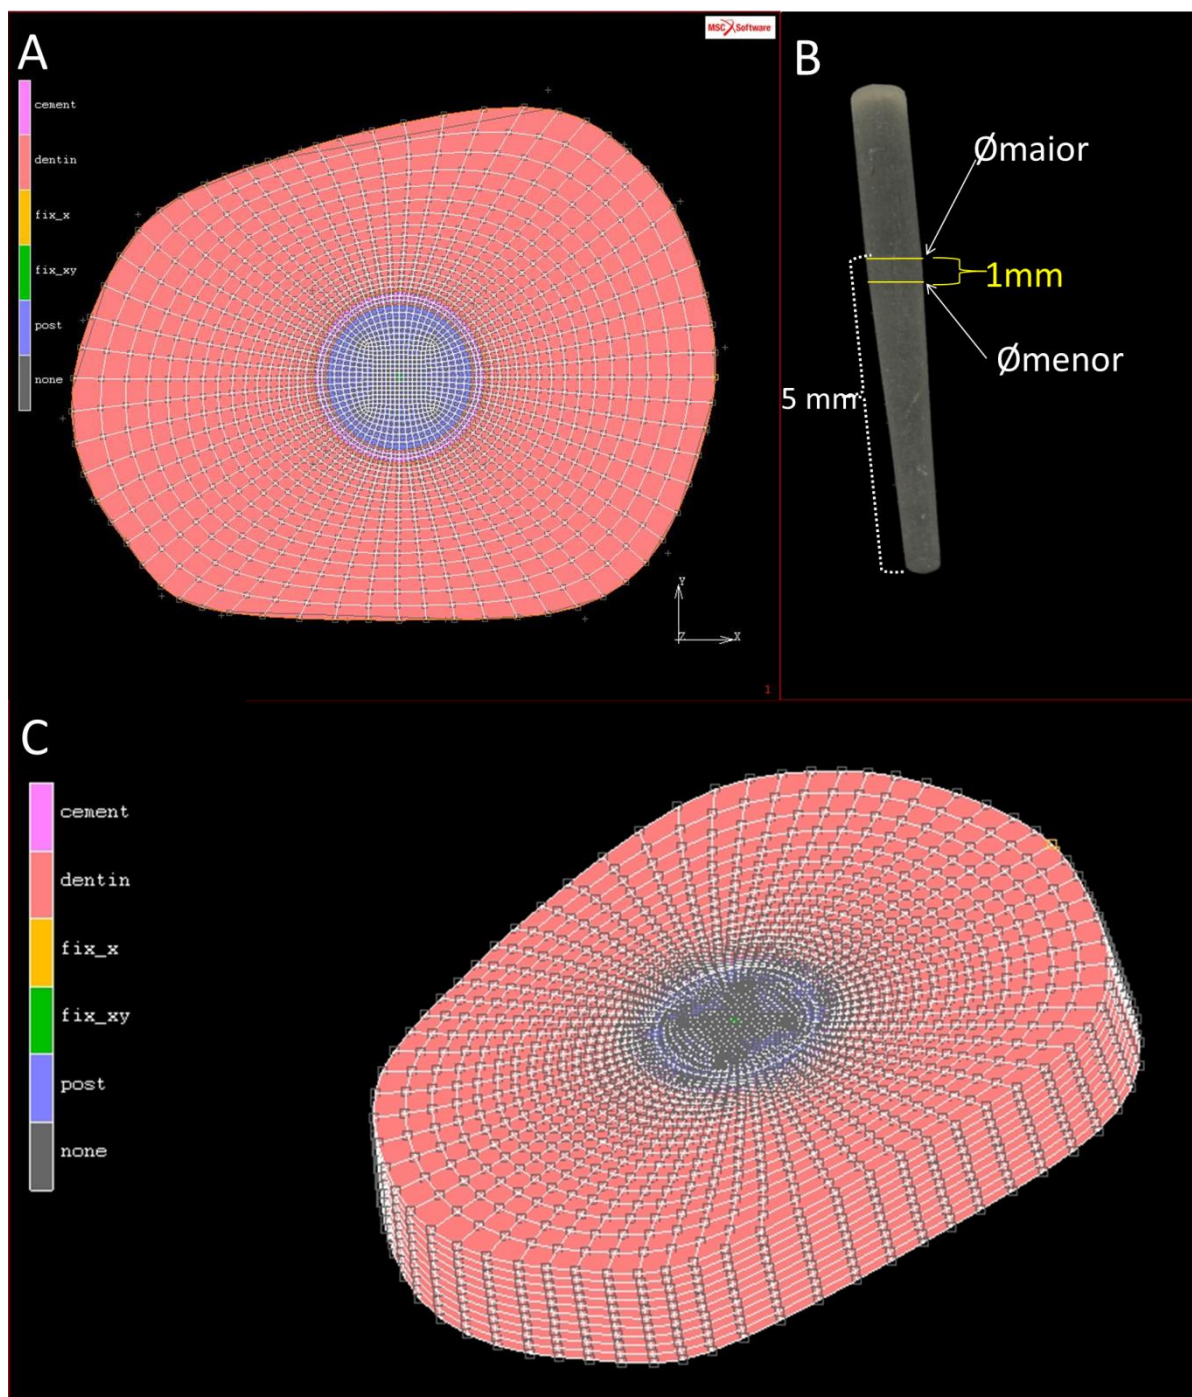 A
MSC Software
cement
dentin
fix_x
fix_xy
post
none
Y
Z
X
1
B
Ømaior
1mm
Ømenor
5 mm
C
cement
dentin
fix_x
fix_xy
post
none